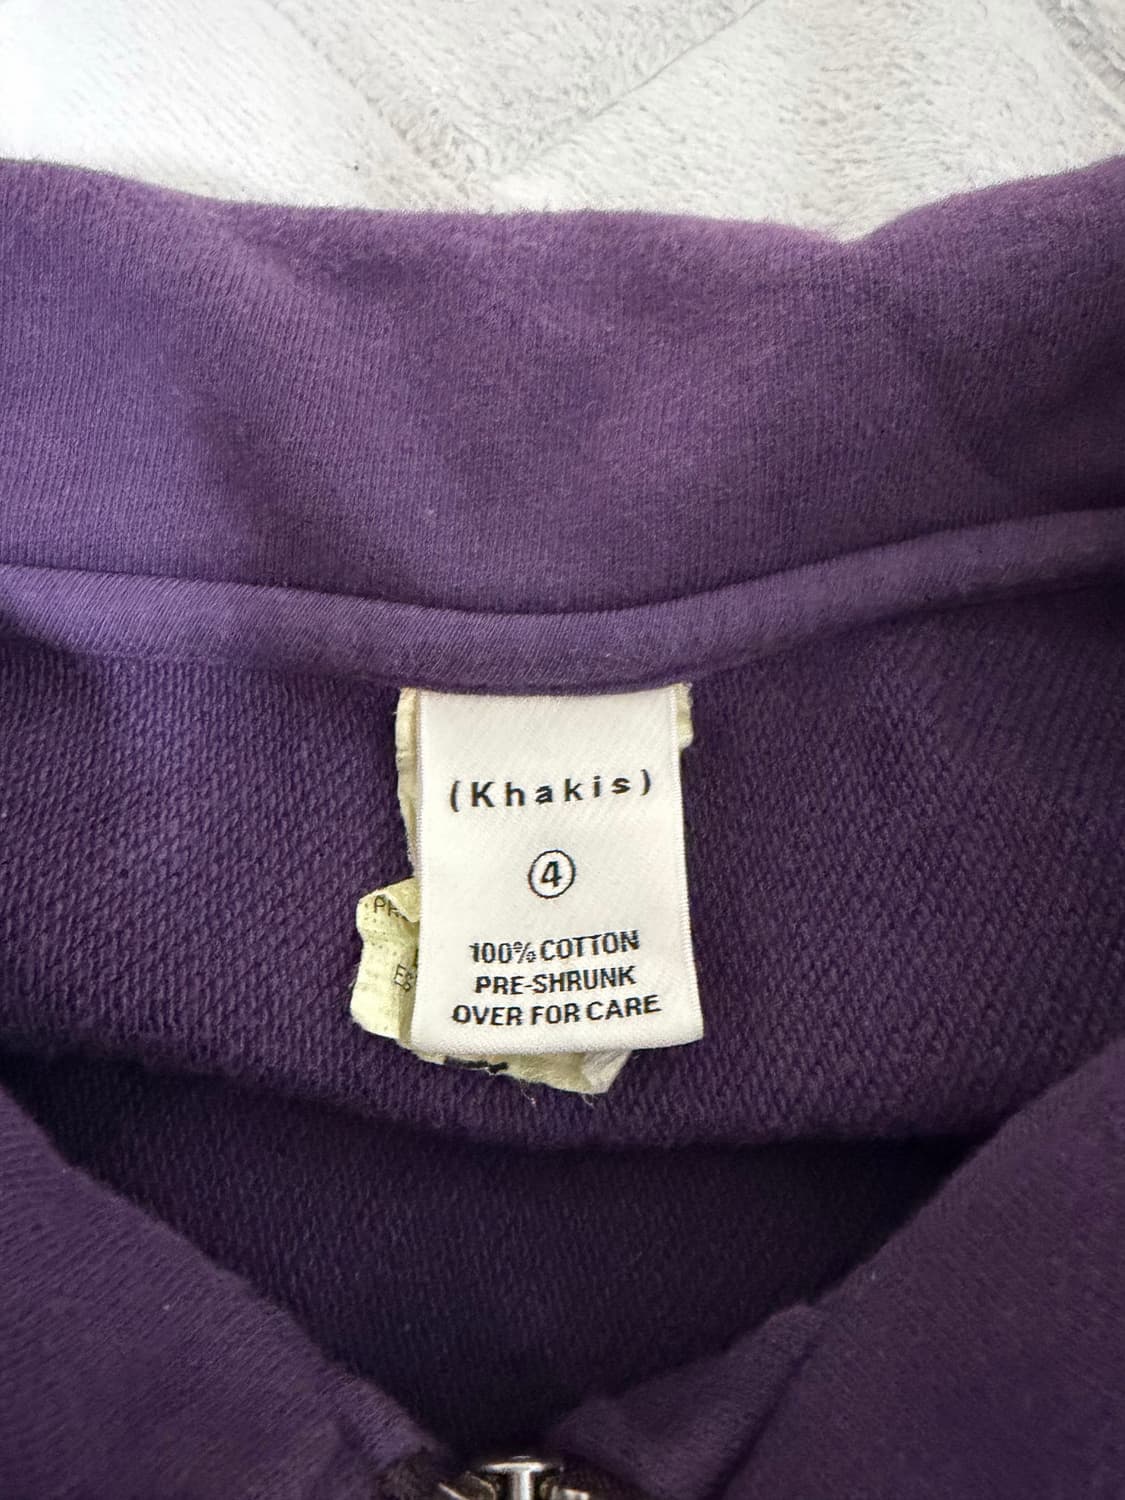 (Khakis)
4
100% COTTON
PRE-SHRUNK
OVER FOR CARE